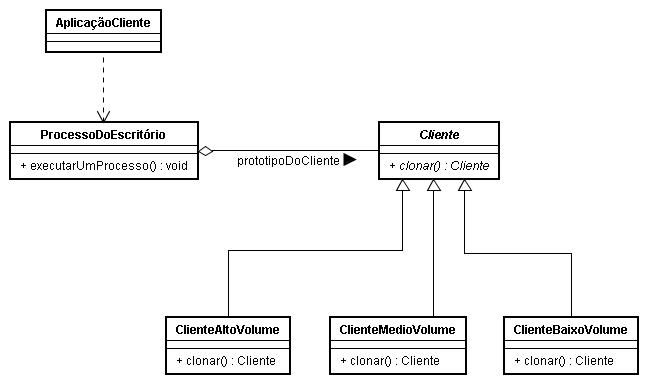 AplicaçãoCliente
ProcessoDoEscritório
+ executarUmProcesso() : void
prototipoDoCliente
Cliente
+ clonar() : Cliente
ClienteAltoVolume
+ clonar() : Cliente
ClienteMedioVolume
+ clonar() : Cliente
ClienteBaixoVolume
+ clonar() : Cliente